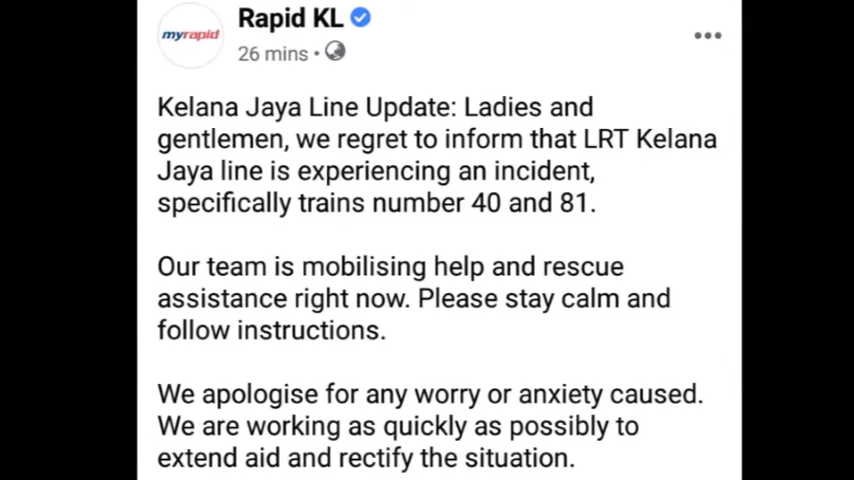 Rapid KL
myrapid
26 mins •
Kelana Jaya Line Update: Ladies and
gentlemen, we regret to inform that LRT Kelana
Jaya line is experiencing an incident,
specifically trains number 40 and 81.
Our team is mobilising help and rescue
assistance right now. Please stay calm and
follow instructions.
We apologise for any worry or anxiety caused.
We are working as quickly as possibly to
extend aid and rectify the situation.